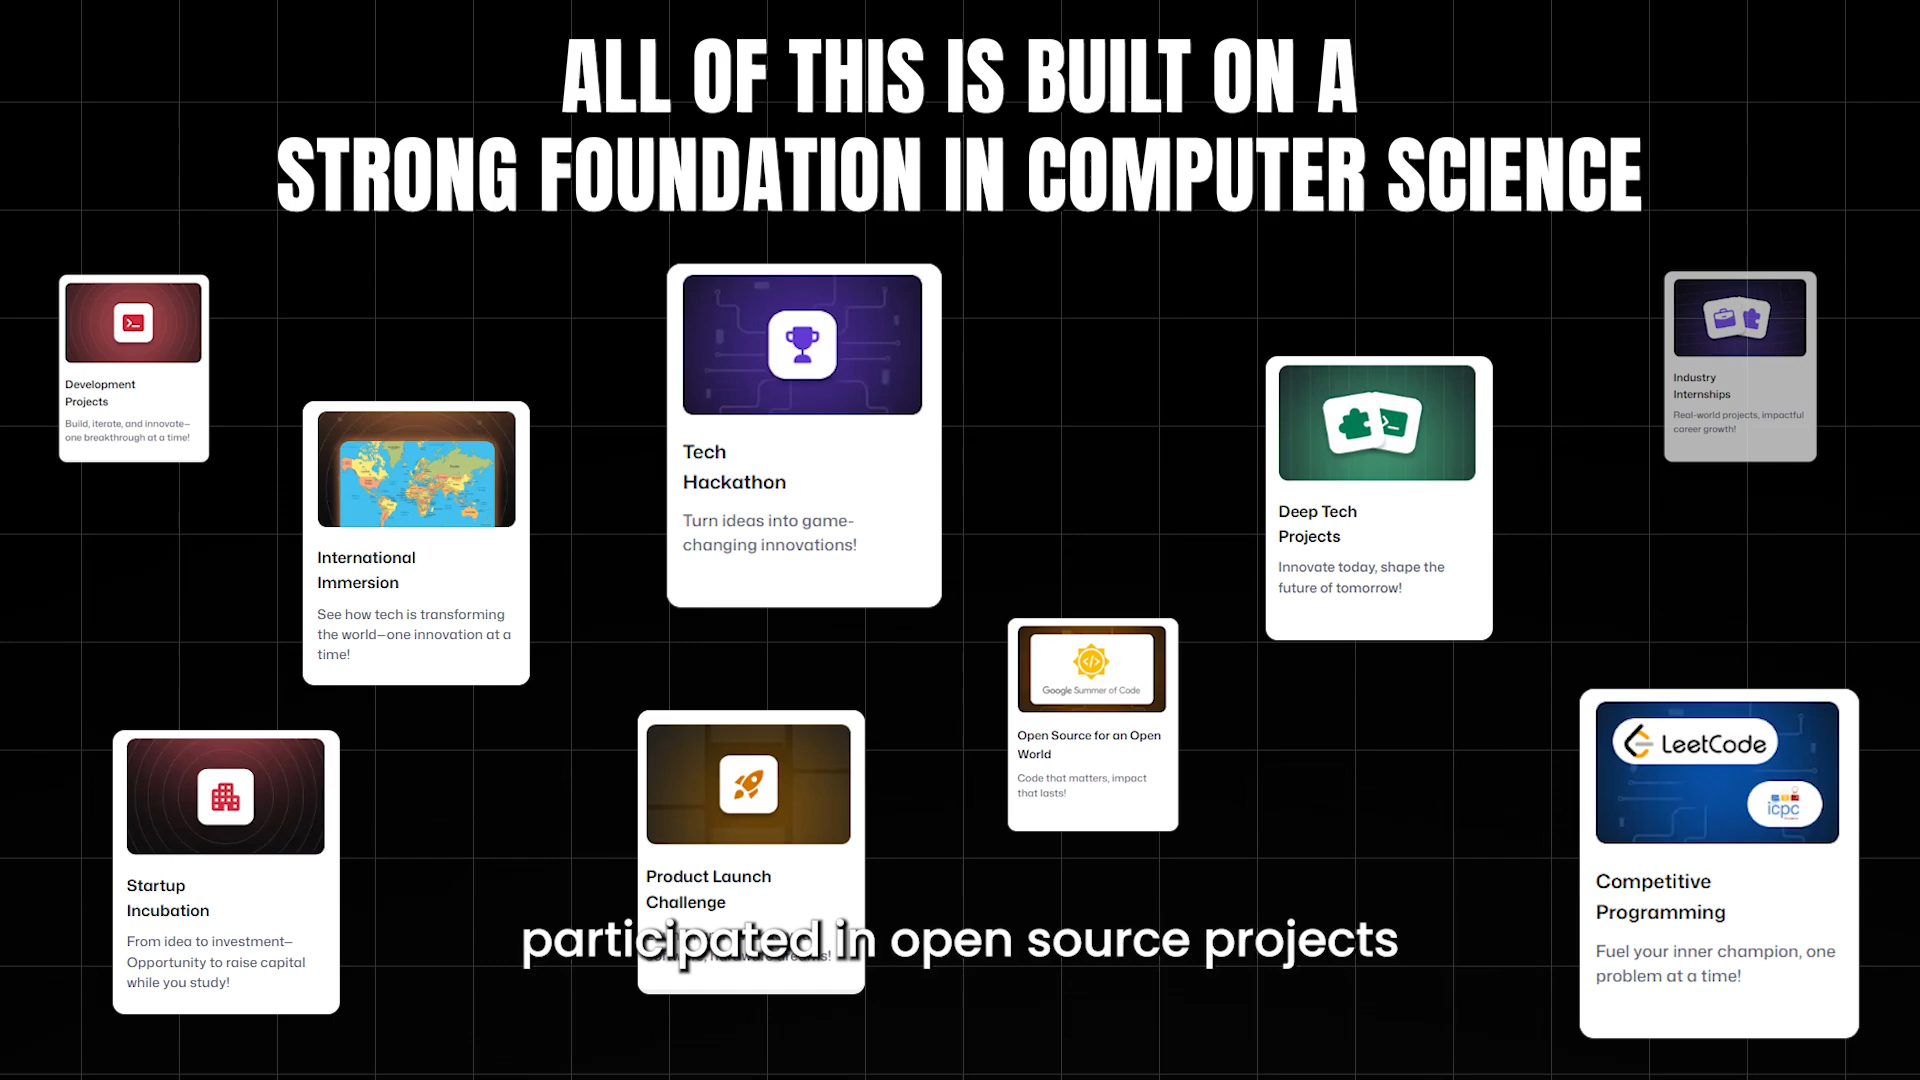 ALL OF THIS IS BUILT ON A
STRONG FOUNDATION IN COMPUTER SCIENCE
Development
Projects
Build, iterate, and innovate—
one breakthrough at a time!
International
Immersion
See how tech is transforming
the world—one innovation at a
time!
Tech
Hackathon
Turn ideas into game-
changing innovations!
Deep Tech
Projects
Innovate today, shape the
future of tomorrow!
Industry
Internships
Real-world projects, impactful
career growth!
Startup
Incubation
From idea to investment—
Opportunity to raise capital
while you study!
Product Launch
Challenge
Google Summer of Code
Open Source for an Open
World
Code that matters, impact
that lasts!
LeetCode
icpc
Competitive
Programming
Fuel your inner champion, one
problem at a time!
participated in open source projects